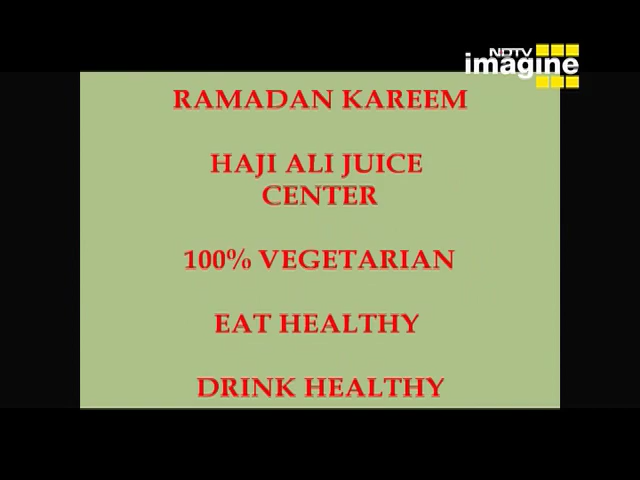 NDTV
imagine
RAMADAN KAREEM
HAJI ALI JUICE
CENTER
100% VEGETARIAN
EAT HEALTHY
DRINK HEALTHY